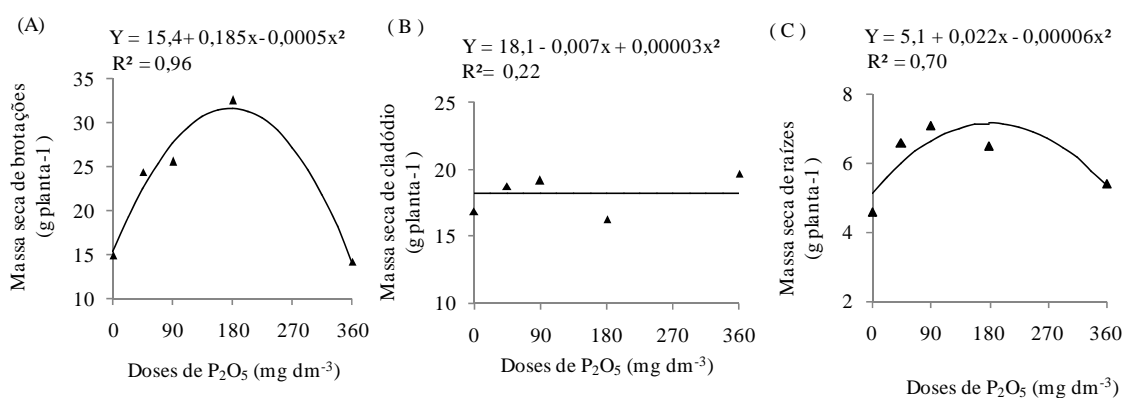 (A)
Y = 15,4+ 0,185x- 0,0005x²
R² = 0,96
Massa seca de brotações
(g planta-1 )
35
30
25
20
15
10
0 90 180 270 360
Doses de P₂O₅ (mg dm⁻³)
( B )
Y = 18,1 - 0,007x + 0,00003x²
R²= 0,22
Massa seca de cladódio
(g planta-1 )
25
20
15
10
0 90 180 270 360
Doses de P₂O₅ (mg dm⁻³)
( C )
Y = 5,1 + 0,022x - 0,00006x²
R² = 0,70
Massa seca de raízes
(g planta-1 )
8
6
4
2
0 90 180 270 360
Doses de P₂O₅ (mg dm⁻³)